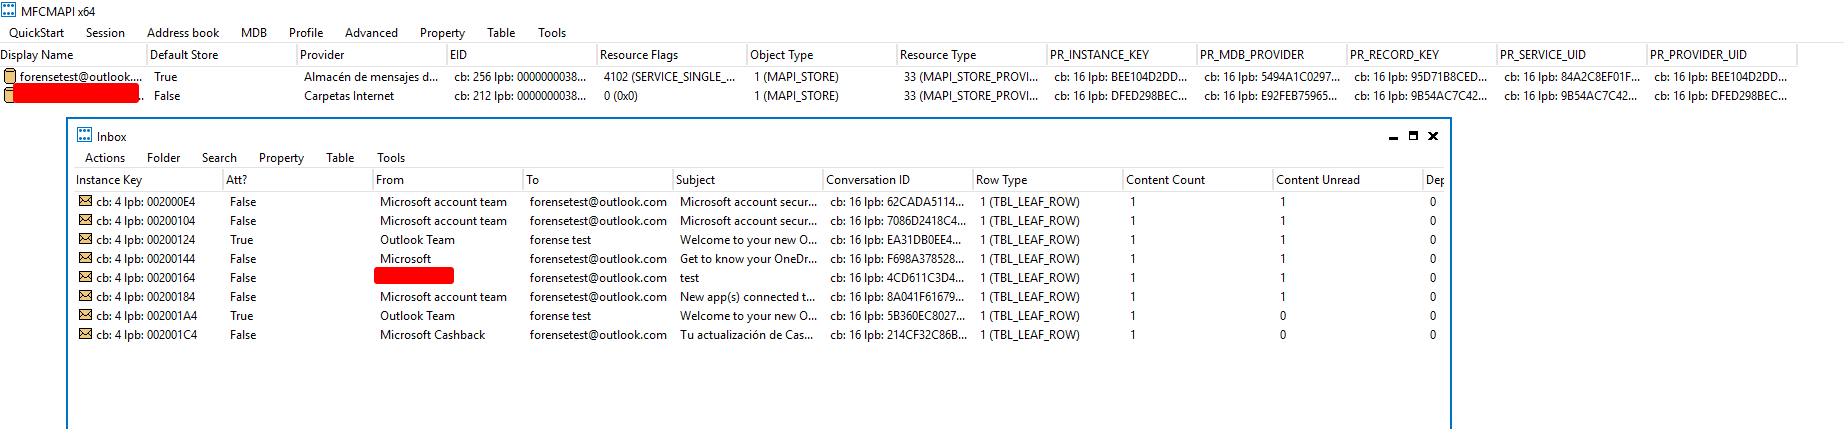 MFCMAPI x64
QuickStart Session Address book MDB Profile Advanced Property Table Tools
Display Name Default Store Provider EID Resource Flags Object Type Resource Type PR_INSTANCE_KEY PR_MDB_PROVIDER PR_RECORD_KEY PR_SERVICE_UID PR_PROVIDER_UID
forensetest@outlook.... True Almacén de mensajes d... cb: 256 lpb: 0000000038... 4102 (SERVICE_SINGLE_... 1 (MAPI_STORE) 33 (MAPI_STORE_PROVI... cb: 16 lpb: BEE104D2DD... cb: 16 lpb: 5494A1C0297... cb: 16 lpb: 95D71B8CED... cb: 16 lpb: 84A2C8EF01F... cb: 16 lpb: BEE104D2DD...
... False Carpetas Internet cb: 212 lpb: 0000000038... 0 (0x0) 1 (MAPI_STORE) 33 (MAPI_STORE_PROVI... cb: 16 lpb: DFED298BEC... cb: 16 lpb: E92FEB75965... cb: 16 lpb: 9B54AC7C42... cb: 16 lpb: 9B54AC7C42... cb: 16 lpb: DFED298BEC...
Inbox
Actions Folder Search Property Table Tools
Instance Key Att? From To Subject Conversation ID Row Type Content Count Content Unread Dep
cb: 4 lpb: 002000E4 False Microsoft account team forensetest@outlook.com Microsoft account secur... cb: 16 lpb: 62CADA5114... 1 (TBL_LEAF_ROW) 1 1 0
cb: 4 lpb: 00200104 False Microsoft account team forensetest@outlook.com Microsoft account secur... cb: 16 lpb: 7086D2418C4... 1 (TBL_LEAF_ROW) 1 1 0
cb: 4 lpb: 00200124 True Outlook Team forense test Welcome to your new O... cb: 16 lpb: EA31DB0EE4... 1 (TBL_LEAF_ROW) 1 1 0
cb: 4 lpb: 00200144 False Microsoft forensetest@outlook.com Get to know your OneDr... cb: 16 lpb: F698A378528... 1 (TBL_LEAF_ROW) 1 1 0
cb: 4 lpb: 00200164 False forensetest@outlook.com test cb: 16 lpb: 4CD611C3D4... 1 (TBL_LEAF_ROW) 1 1 0
cb: 4 lpb: 00200184 False Microsoft account team forensetest@outlook.com New app(s) connected t... cb: 16 lpb: 8A041F61679... 1 (TBL_LEAF_ROW) 1 1 0
cb: 4 lpb: 002001A4 True Outlook Team forense test Welcome to your new O... cb: 16 lpb: 5B360EC8027... 1 (TBL_LEAF_ROW) 1 0 0
cb: 4 lpb: 002001C4 False Microsoft Cashback forensetest@outlook.com Tu actualización de Cas... cb: 16 lpb: 214CF32C86B... 1 (TBL_LEAF_ROW) 1 0 0